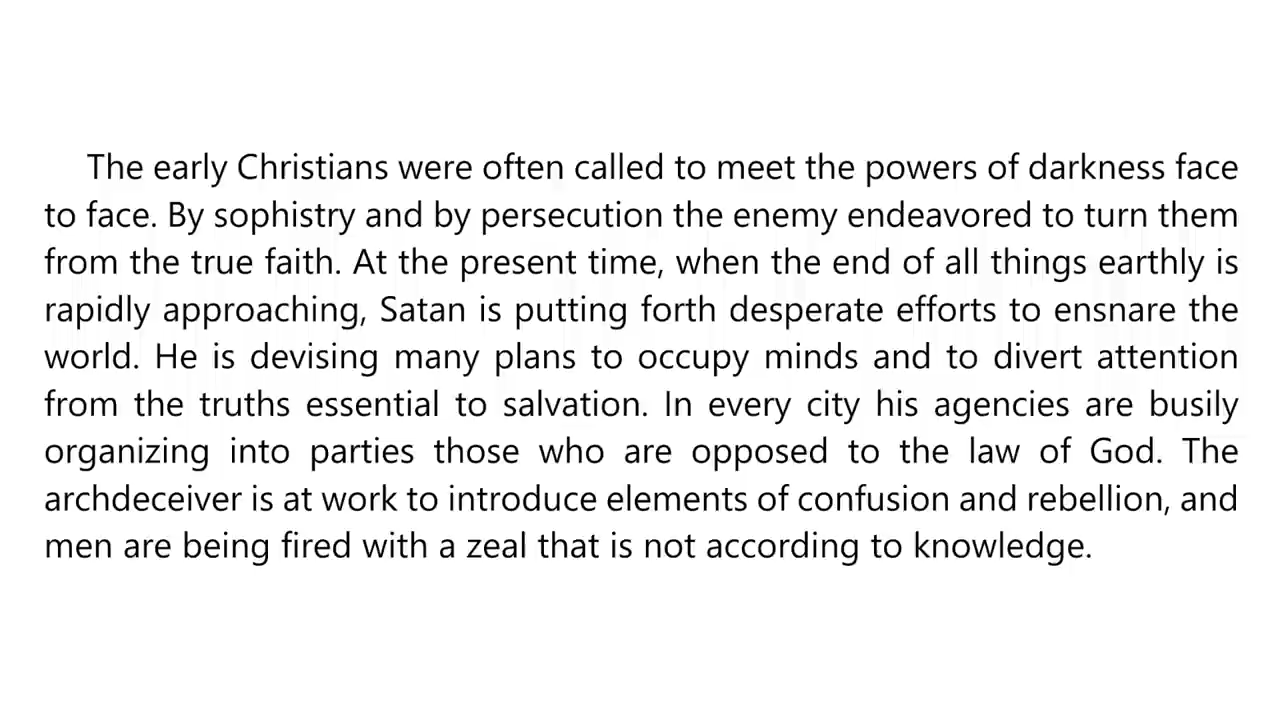 The early Christians were often called to meet the powers of darkness face
to face. By sophistry and by persecution the enemy endeavored to turn them
from the true faith. At the present time, when the end of all things earthly is
rapidly approaching, Satan is putting forth desperate efforts to ensnare the
world. He is devising many plans to occupy minds and to divert attention
from the truths essential to salvation. In every city his agencies are busily
organizing into parties those who are opposed to the law of God. The
archdeceiver is at work to introduce elements of confusion and rebellion, and
men are being fired with a zeal that is not according to knowledge.